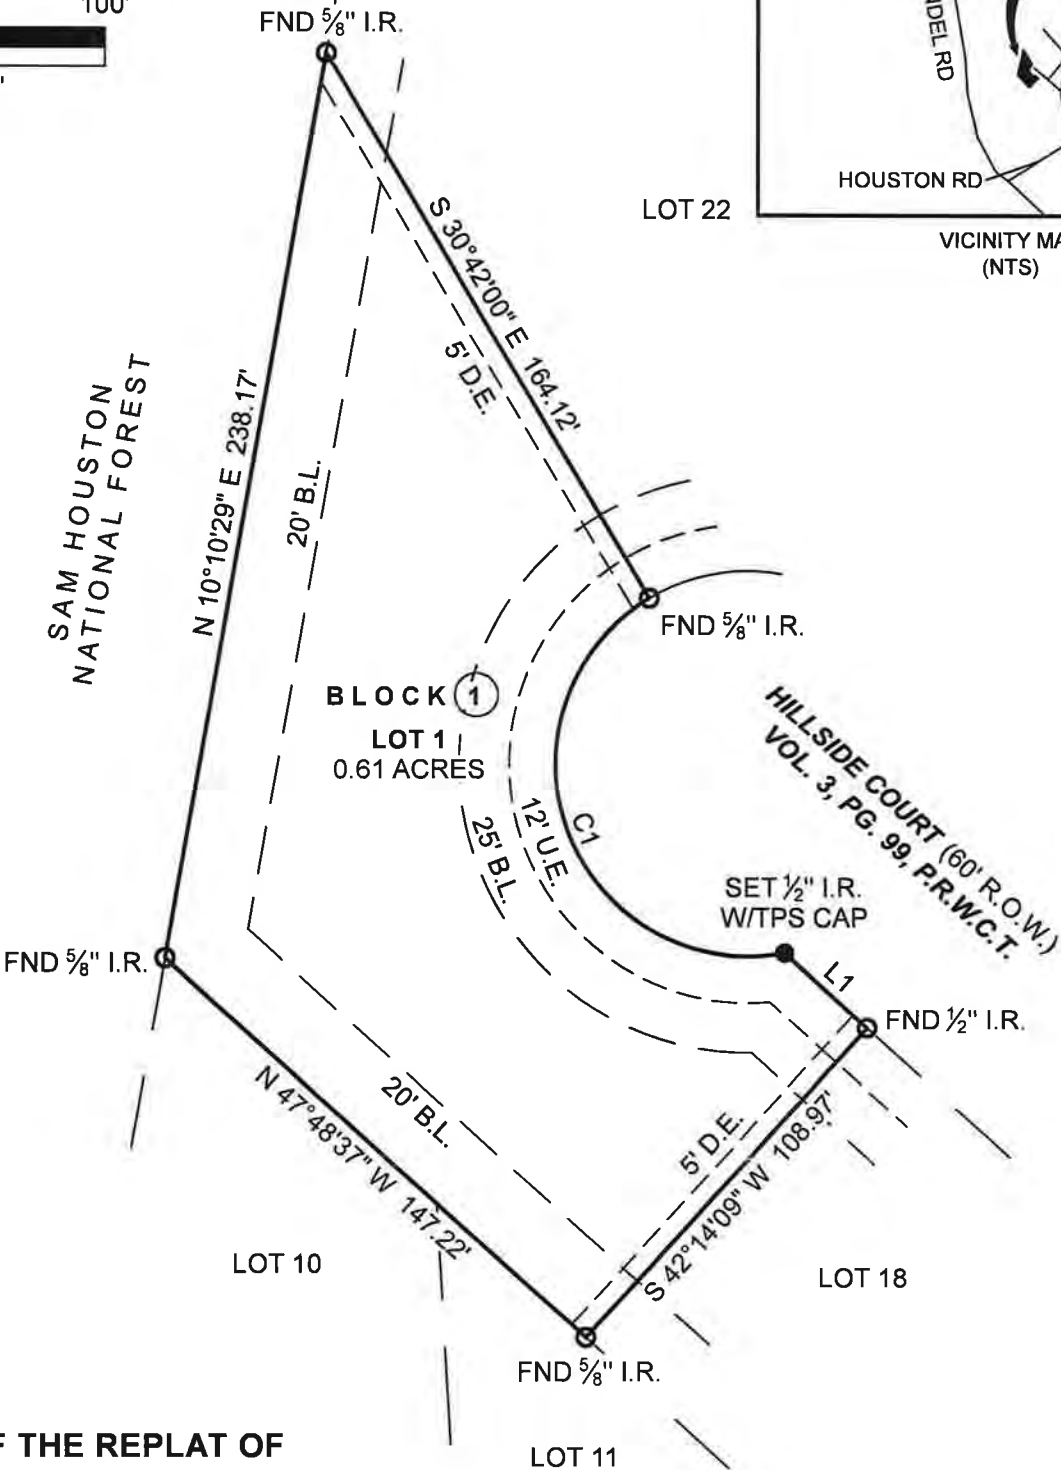 100'
'
FND ⅝" I.R.
NDEL RD
HOUSTON RD
LOT 22
VICINITY MA
(NTS)
S 30°42'00" E 164.12'
5' D.E.
SAM HOUSTON
NATIONAL FOREST
N 10°10'29" E 238.17'
20' B.L.
FND ⅝" I.R.
BLOCK 1
LOT 1
0.61 ACRES
HILLSIDE COURT (60' R.O.W.)
VOL. 3, PG. 99, P.R.W.C.T.
C1
12' U.E.
25' B.L.
SET ½" I.R.
W/TPS CAP
L1
FND ⅝" I.R.
FND ½" I.R.
N 47°48'37" W 147.22'
20' B.L.
5' D.E.
S 42°14'09" W 108.97'
LOT 10
LOT 18
FND ⅝" I.R.
F THE REPLAT OF
LOT 11